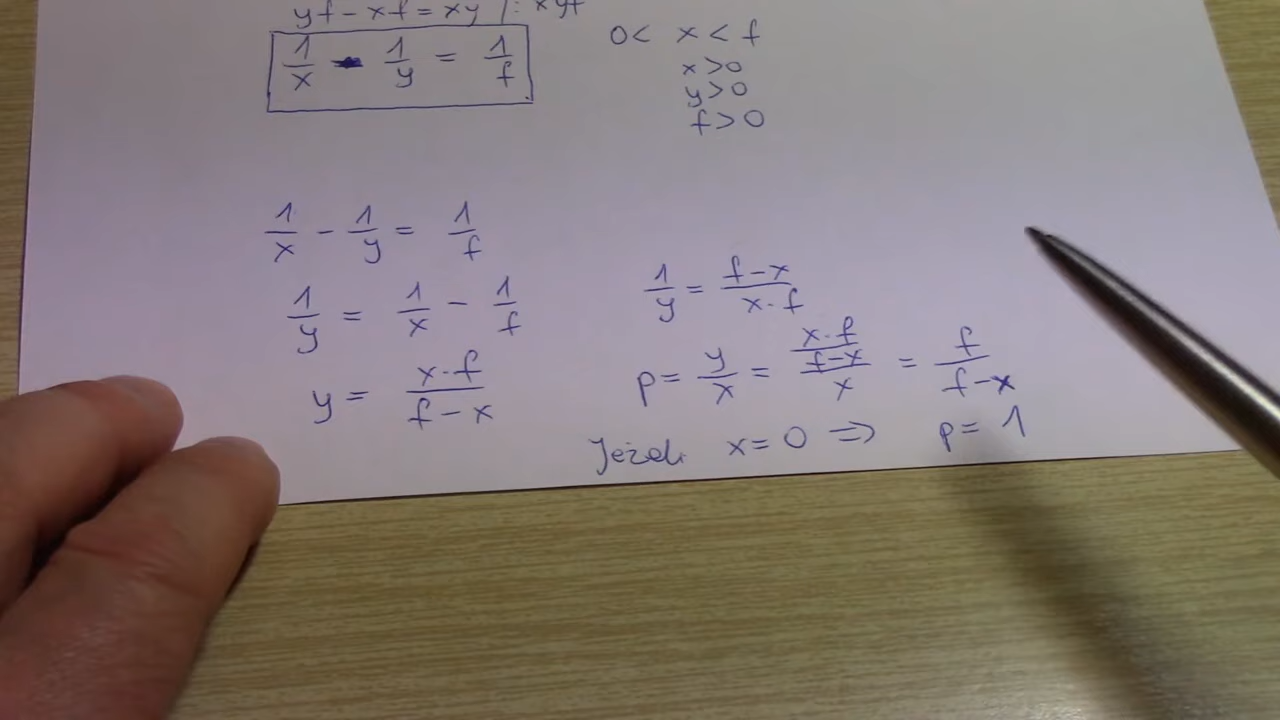 yf - xf = xy | : xyf
1/x - 1/y = 1/f
0 < x < f
x > 0
y > 0
f > 0
1/x - 1/y = 1/f
1/y = 1/x - 1/f
y = x·f/(f - x)
1/y = (f - x)/(x·f)
p = y/x = (x·f/(f - x))/x = f/(f - x)
Jeżeli x = 0 ⇒ p = 1